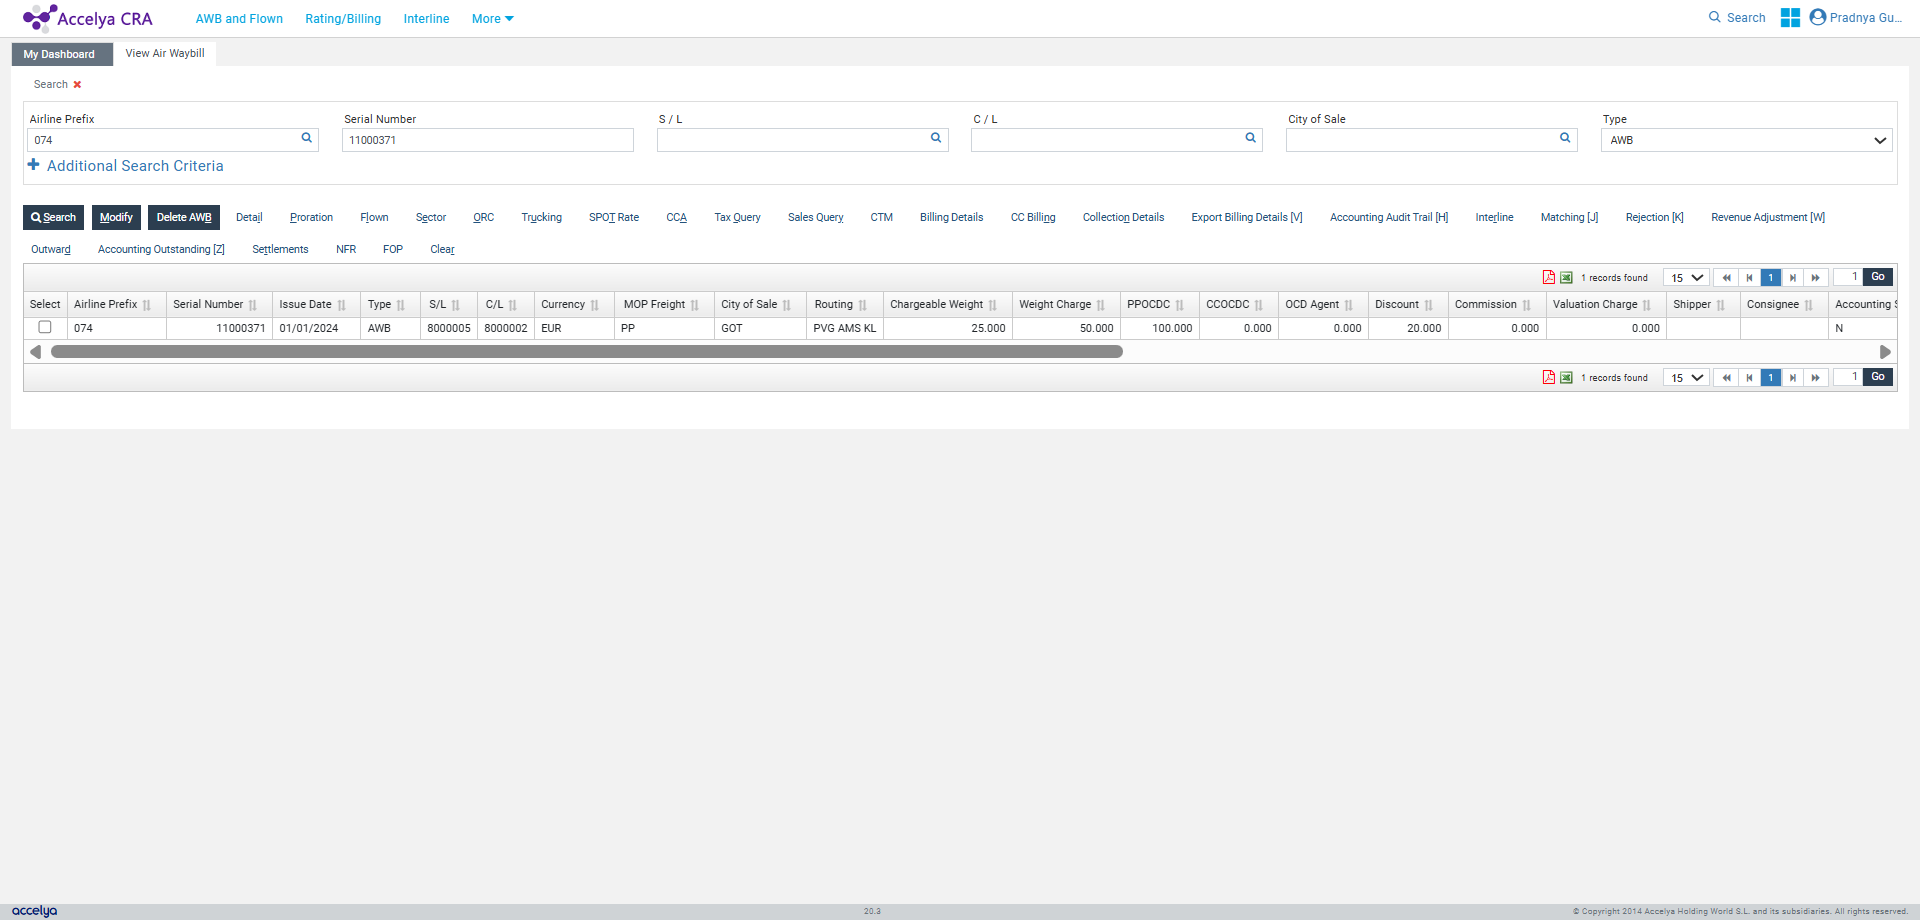 Accelya CRA AWB and Flown Rating/Billing Interline More Search Pradnya Gu...
My Dashboard View Air Waybill
Search
Airline Prefix Serial Number S / L C / L City of Sale Type
074 11000371 AWB
Additional Search Criteria
Search Modify Delete AWB Detail Proration Flown Sector ORC Trucking SPOT Rate CCA Tax Query Sales Query CTM Billing Details CC Billing Collection Details Export Billing Details [V] Accounting Audit Trail [H] Interline Matching [J] Rejection [K] Revenue Adjustment [W]
Outward Accounting Outstanding [Z] Settlements NFR FOP Clear
1 records found 15 1 1 Go
Select Airline Prefix Serial Number Issue Date Type S/L C/L Currency MOP Freight City of Sale Routing Chargeable Weight Weight Charge PPOCDC CCOCDC OCD Agent Discount Commission Valuation Charge Shipper Consignee Accounting S
074 11000371 01/01/2024 AWB 8000005 8000002 EUR PP GOT PVG AMS KL 25.000 50.000 100.000 0.000 0.000 20.000 0.000 0.000 N
1 records found 15 1 1 Go
accelya 20.3 © Copyright 2014 Accelya Holding World S.L. and its subsidiaries. All rights reserved.